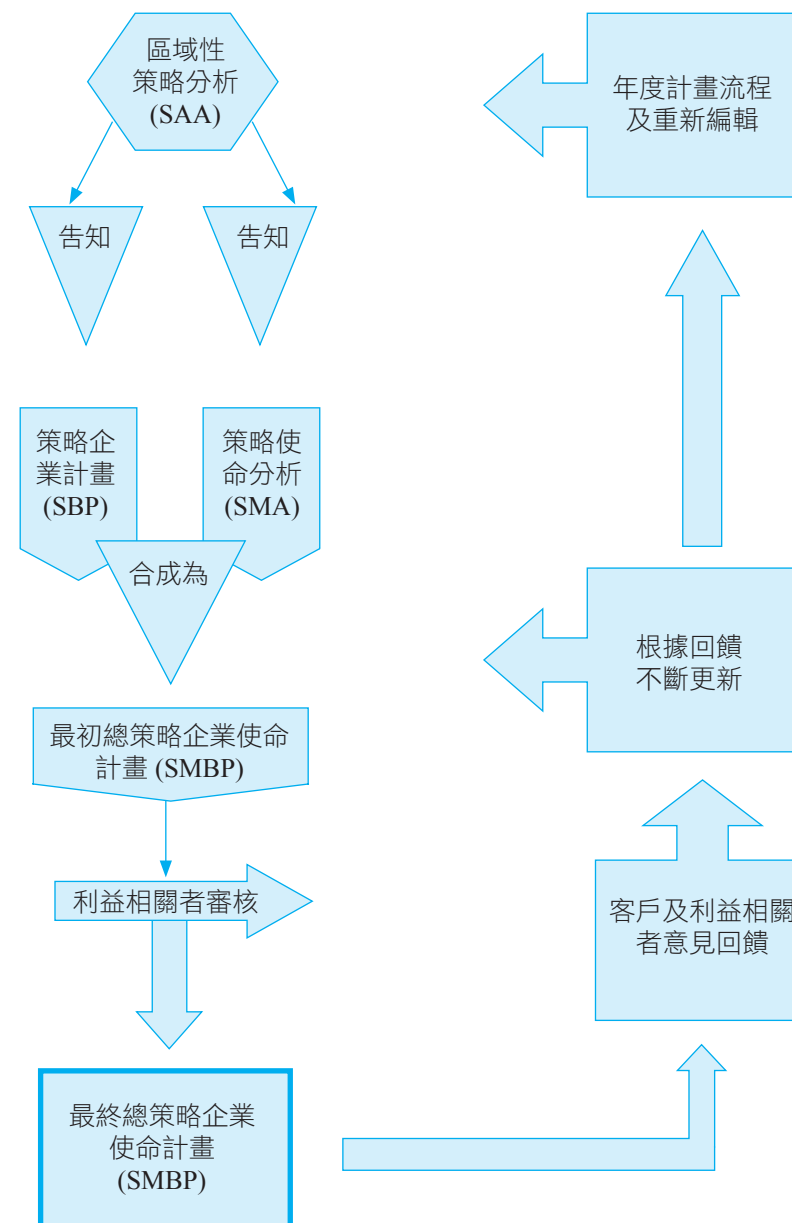 區域性
策略分析
(SAA)
告知
告知
策略企
業計畫
(SBP)
策略使
命分析
(SMA)
合成為
最初總策略企業使命
計畫 (SMBP)
利益相關者審核
最終總策略企業
使命計畫
(SMBP)
年度計畫流程
及重新編輯
根據回饋
不斷更新
客戶及利益相關
者意見回饋